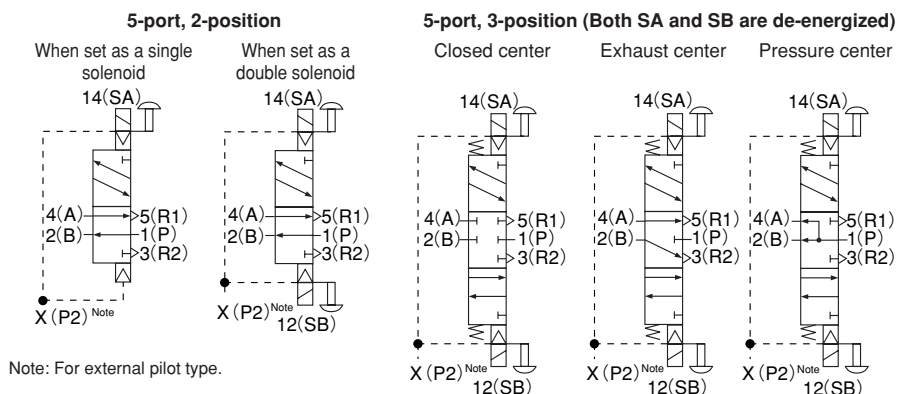 5-port, 2-position
When set as a single
solenoid
14(SA)
4(A)
5(R1)
2(B)
1(P)
3(R2)
X (P2) Note
When set as a
double solenoid
14(SA)
4(A)
5(R1)
2(B)
1(P)
3(R2)
X (P2) Note
12(SB)
Note: For external pilot type.
5-port, 3-position (Both SA and SB are de-energized)
Closed center
14(SA)
4(A)
5(R1)
2(B)
1(P)
3(R2)
X (P2) Note
12(SB)
Exhaust center
14(SA)
4(A)
5(R1)
2(B)
1(P)
3(R2)
X (P2) Note
12(SB)
Pressure center
14(SA)
4(A)
5(R1)
2(B)
1(P)
3(R2)
X (P2) Note
12(SB)